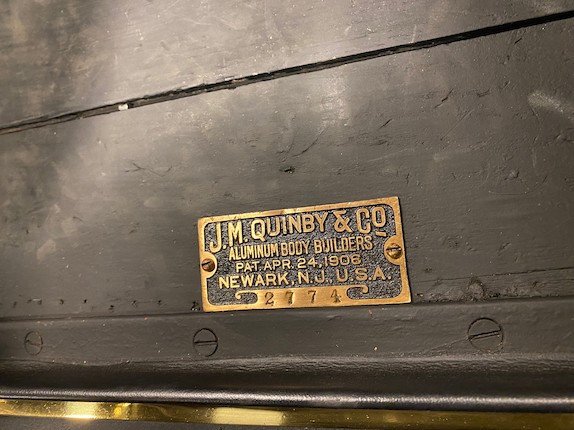 J.M. QUINBY & CO
ALUMINUM BODY BUILDERS
PAT. APR. 24, 1906
NEWARK, N.J., U.S.A.
2774